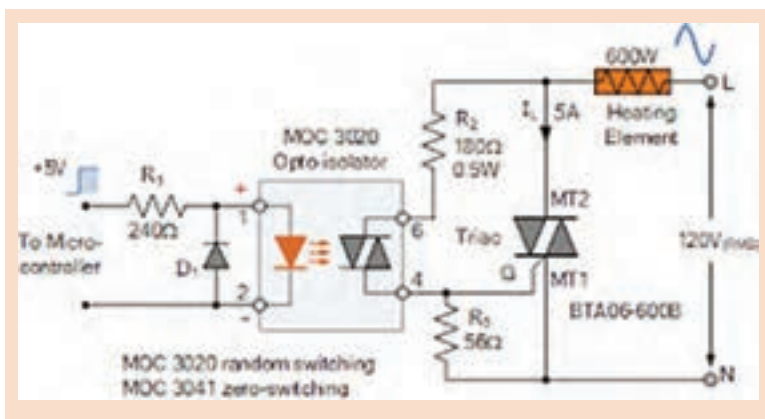 600W
L
R₂
180Ω
0.5W
I
5A
Heating
Element
MOC 3020
Opto-isolator
+5V
R₁
240Ω
+
1
6
MT2
Triac
120V
To Micro-
controller
D₁
2
-
4
G
MT1
R₃
56Ω
BTA06-600B
MOC 3020 random switching
MOC 3041 zero-switching
N